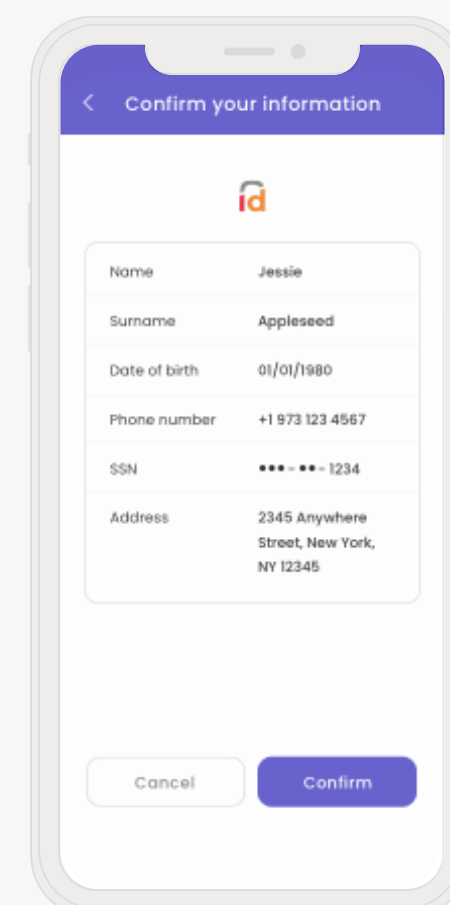 Confirm your information
id
Name Jessie
Surname Appleseed
Date of birth 01/01/1980
Phone number +1 973 123 4567
SSN •••-••-1234
Address 2345 Anywhere
Street, New York,
NY 12345
Cancel Confirm